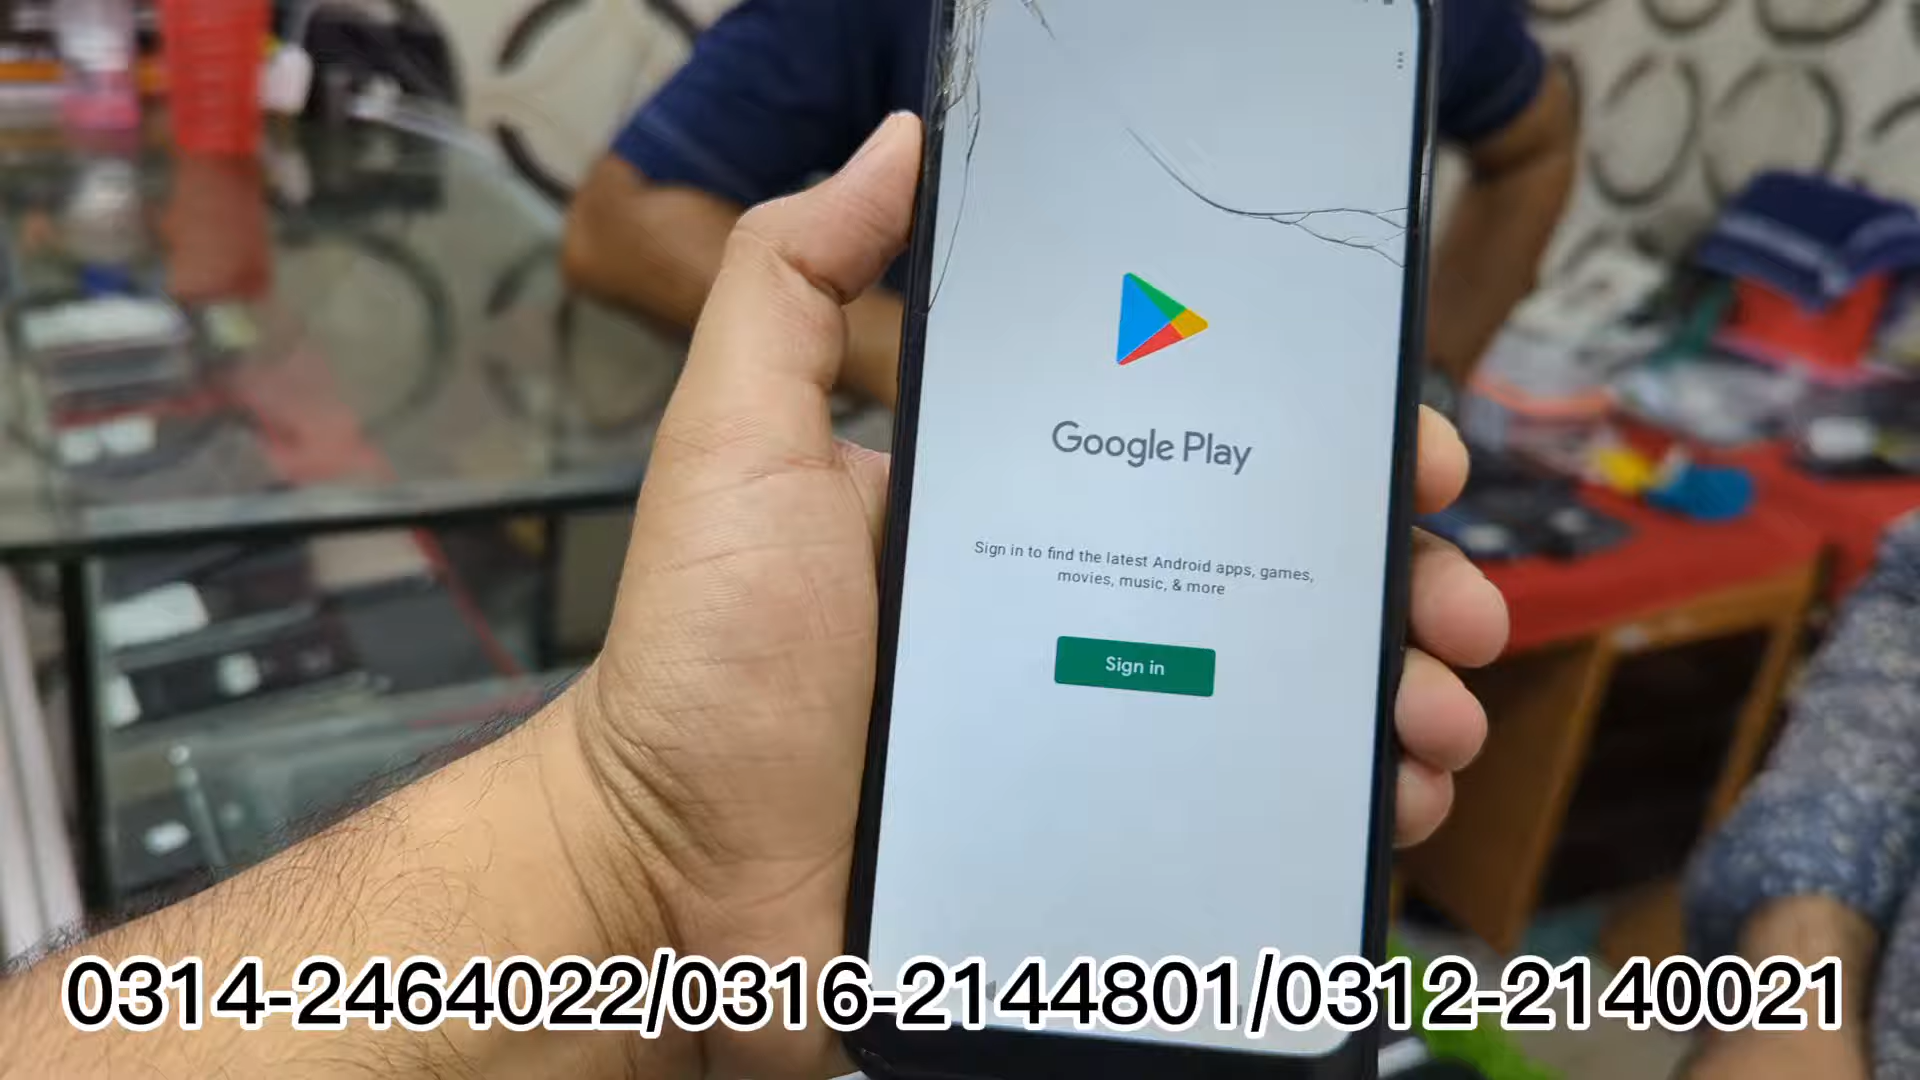 Google Play
Sign in to find the latest Android apps, games,
movies, music, & more
Sign in
0314-2464022/0316-2144801/0312-2140021